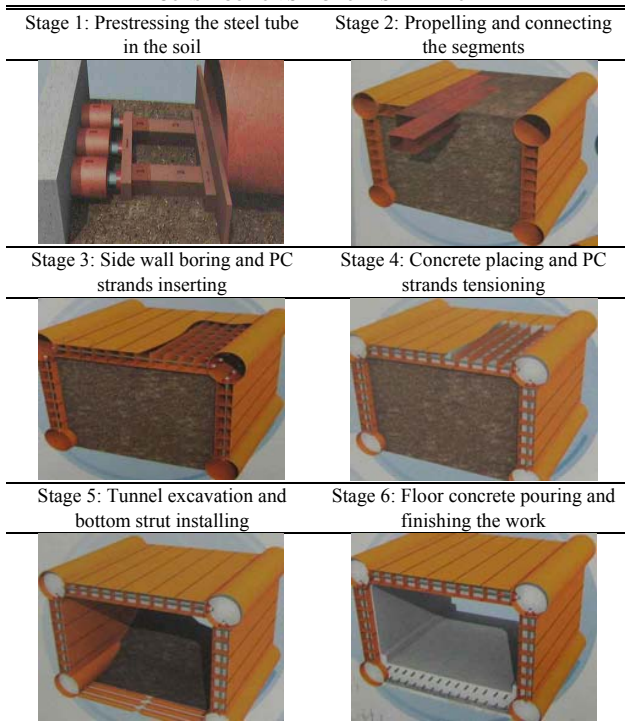 Stage 1: Prestressing the steel tube
in the soil
Stage 2: Propelling and connecting
the segments
Stage 3: Side wall boring and PC
strands inserting
Stage 4: Concrete placing and PC
strands tensioning
Stage 5: Tunnel excavation and
bottom strut installing
Stage 6: Floor concrete pouring and
finishing the work